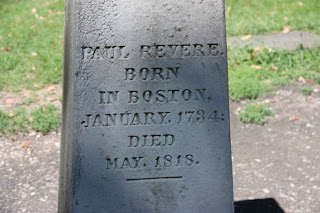 PAUL REVERE,
BORN
IN BOSTON,
JANUARY, 1734:
DIED
MAY, 1818.